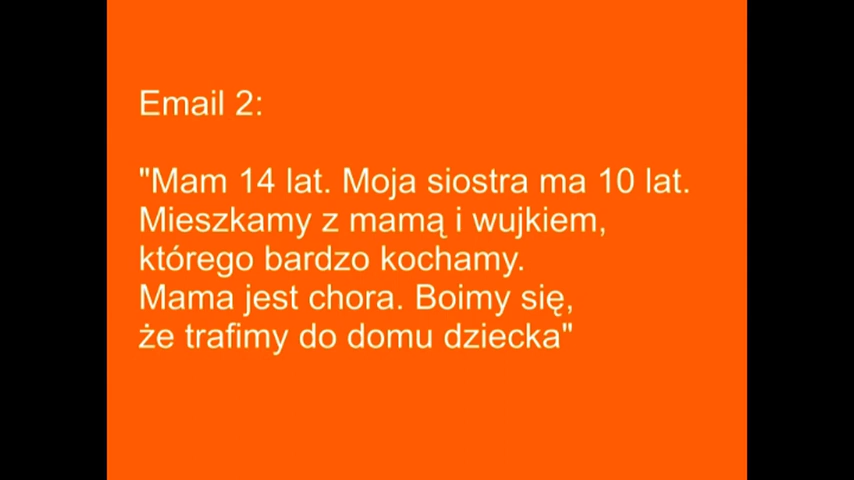 Email 2:
"Mam 14 lat. Moja siostra ma 10 lat.
Mieszkamy z mamą i wujkiem,
którego bardzo kochamy.
Mama jest chora. Boimy się,
że trafimy do domu dziecka"